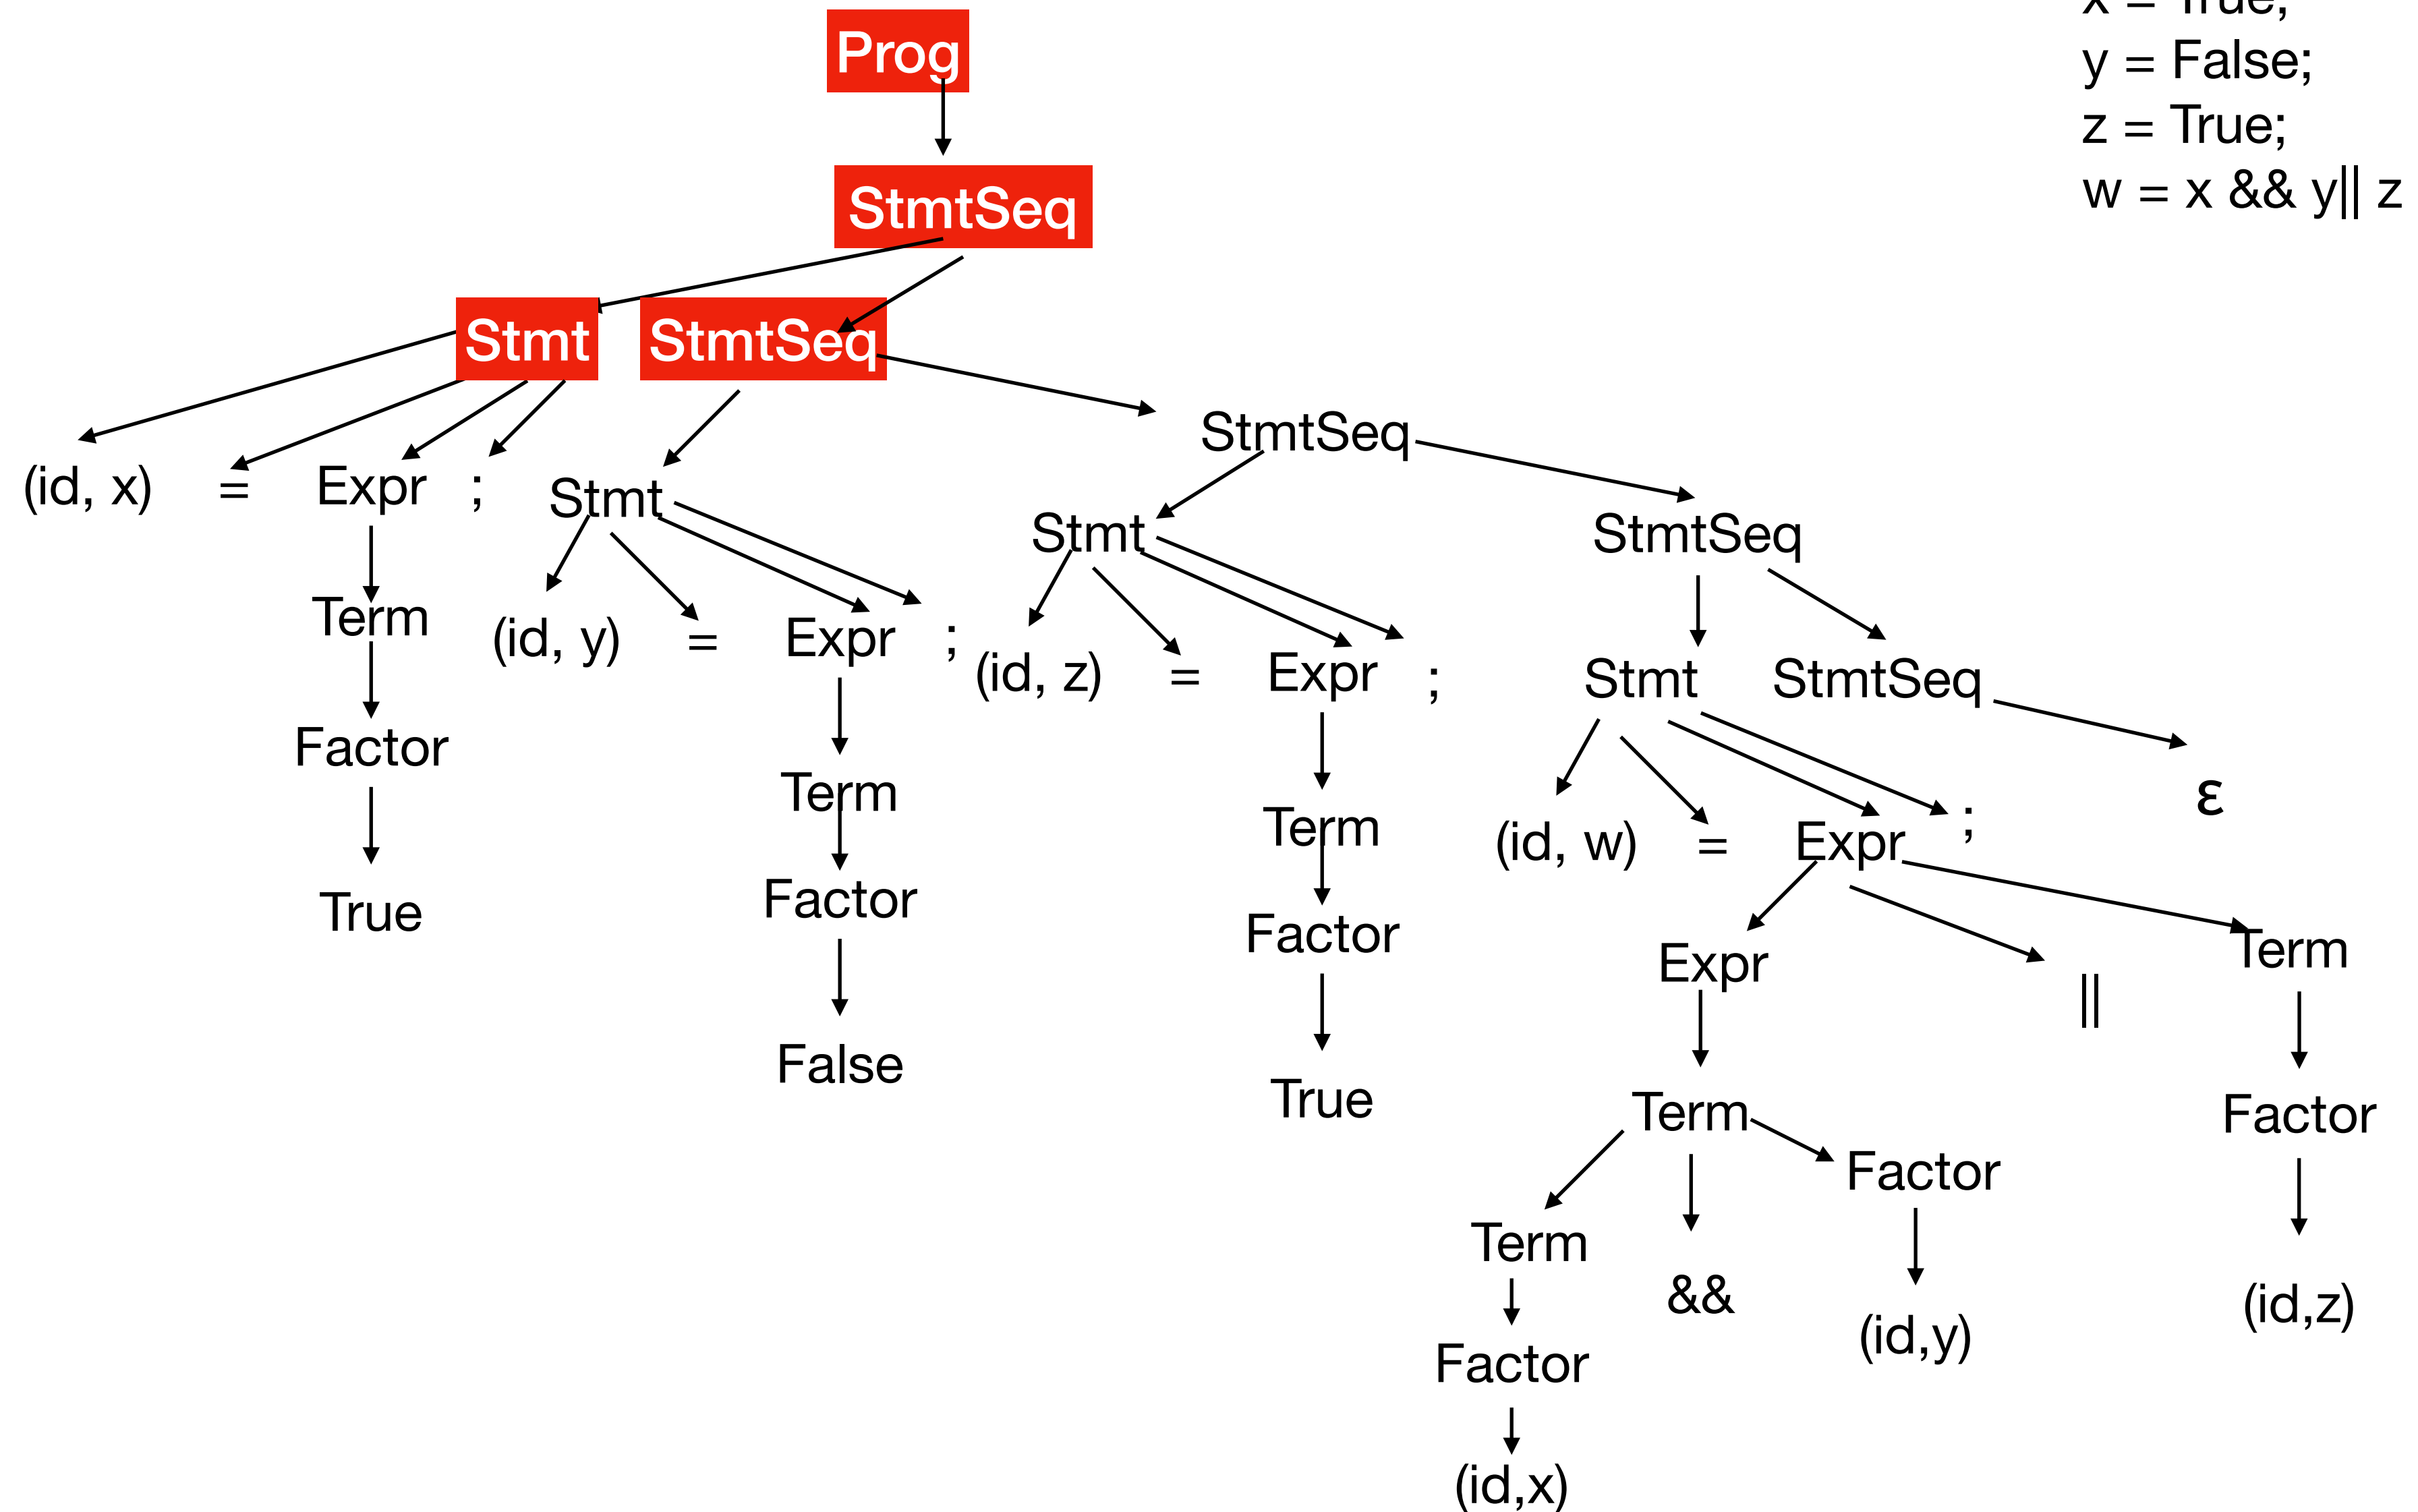 x = True;
y = False;
z = True;
w = x && y|| z
Prog
StmtSeq
Stmt StmtSeq
StmtSeq
(id, x) = Expr ; Stmt
Stmt StmtSeq
Term (id, y) = Expr ; (id, z) = Expr ; Stmt StmtSeq
Factor Term Term (id, w) = Expr ; ε
True Factor Factor Expr || Term
False True Term Factor Factor
Term && (id,y) (id,z)
Factor
(id,x)